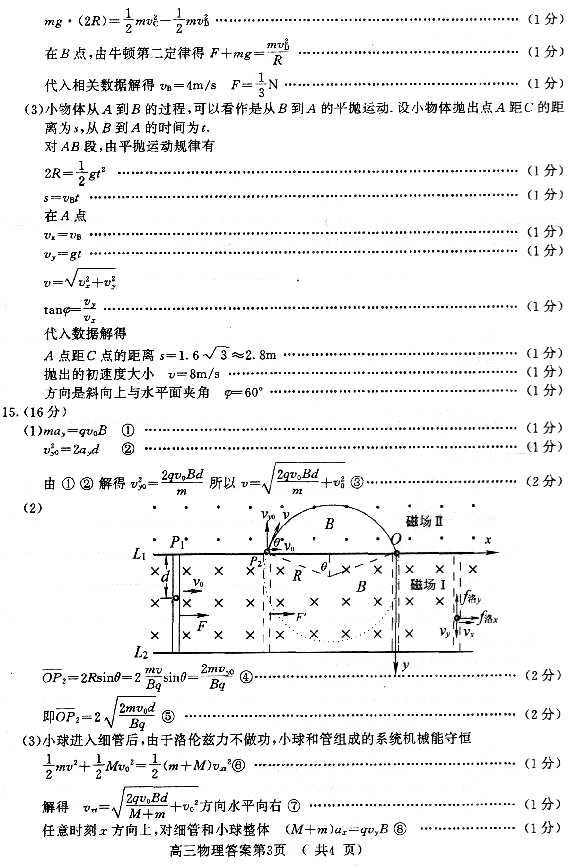 mg·(2R)=½mv_C²-½mv_B² ……(1分)
在B点,由牛顿第二定律得 F+mg=mv_B²/R ……(1分)
代入相关数据解得 v_B=4m/s F=1/3N ……(1分)
(3)小物体从A到B的过程,可以看作是从B到A的平抛运动.设小物体抛出点A距C的距
离为s,从B到A的时间为t.
对AB段,由平抛运动规律有
2R=½gt² ……(1分)
s=v_Bt ……(1分)
在A点
v_x=v_B ……(1分)
v_y=gt ……(1分)
v=√(v_x²+v_y²)
tanφ=v_y/v_x ……(1分)
代入数据解得
A点距C点的距离 s=1.6√3≈2.8m ……(1分)
抛出的初速度大小 v=8m/s ……(1分)
方向是斜向上与水平面夹角 φ=60° ……(1分)
15.(16分)
(1)ma_y=qv₀B ① ……(1分)
v_y0²=2a_yd ② ……(1分)
由①②解得 v_y0²=2qv₀Bd/m 所以 v=√(2qv₀Bd/m+v₀²) ③……(2分)
(2)
v_y0 v B 磁场Ⅱ
θ v₀ O x
L₁ P₁ P₂
d v₀ R θ B 磁场Ⅰ
F F' f洛y f洛x
v_y v_x
L₂
y
OP₂=2Rsinθ=2 mv/Bq sinθ=2mv_y0/Bq ④ ……(2分)
即OP₂=2√(2mv₀d/Bq) ⑤ ……(2分)
(3)小球进入细管后,由于洛伦兹力不做功,小球和管组成的系统机械能守恒
½mv²+½Mv₀²=½(m+M)v_m²⑥ ……(1分)
解得 v_m=√(2qv₀Bd/(M+m)+v₀²)方向水平向右 ⑦ ……(1分)
任意时刻x方向上,对细管和小球整体 (M+m)a_x=qv_yB ⑧ ……(1分)
高三物理答案第3页 (共4页)